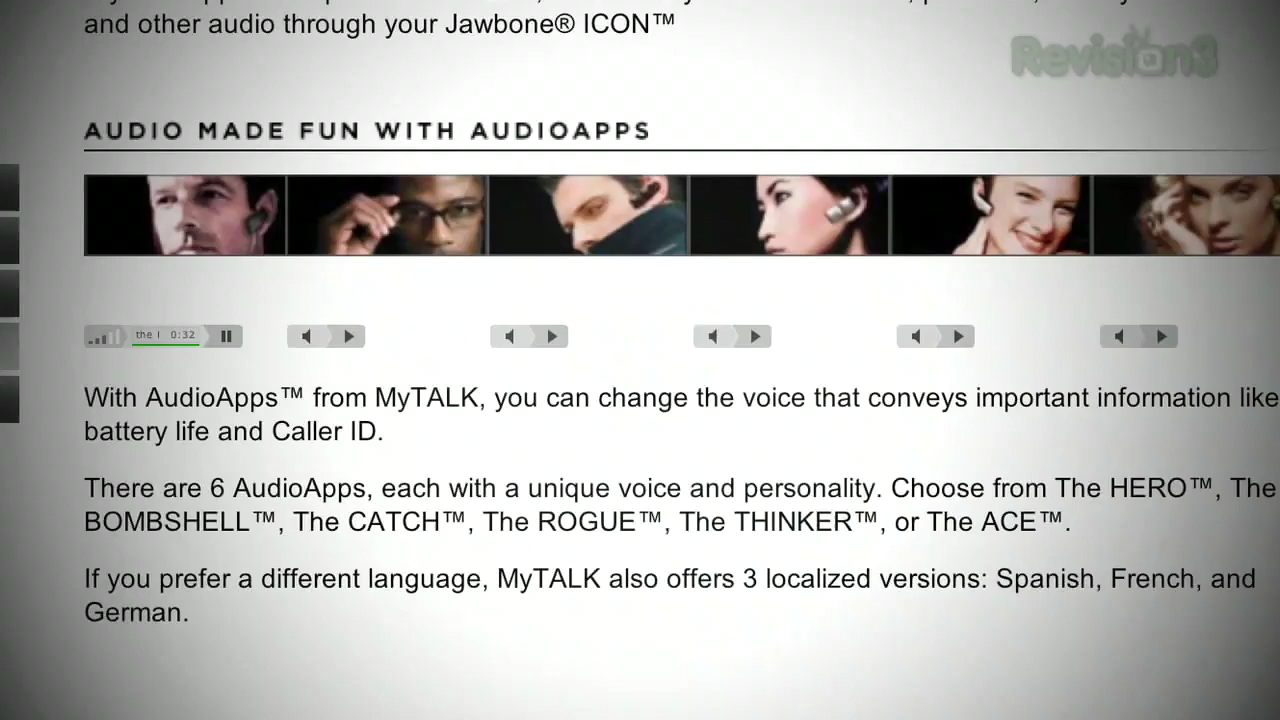 and other audio through your Jawbone® ICON™
Revision3
AUDIO MADE FUN WITH AUDIOAPPS
the 0:32
With AudioApps™ from MyTALK, you can change the voice that conveys important information like
battery life and Caller ID.
There are 6 AudioApps, each with a unique voice and personality. Choose from The HERO™, The
BOMBSHELL™, The CATCH™, The ROGUE™, The THINKER™, or The ACE™.
If you prefer a different language, MyTALK also offers 3 localized versions: Spanish, French, and
German.